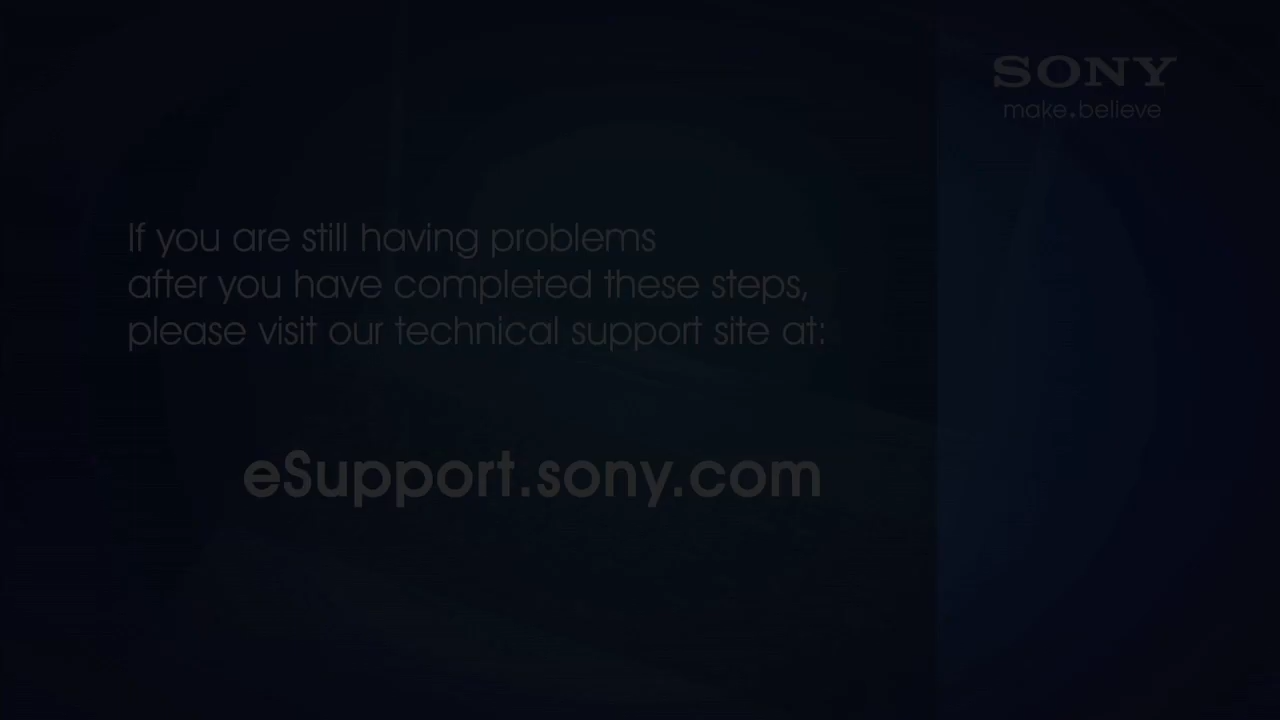 SONY
make.believe
If you are still having problems
after you have completed these steps,
please visit our technical support site at:
eSupport.sony.com